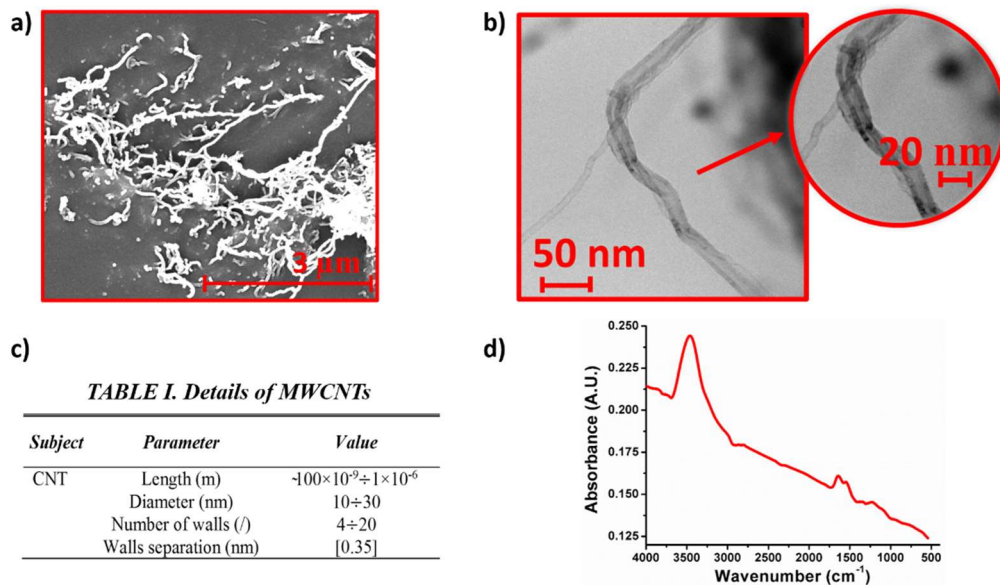 a)
3 μm
b)
50 nm
20 nm
c)
TABLE I. Details of MWCNTs
Subject Parameter Value
CNT Length (m) ~100×10⁻⁹÷1×10⁻⁶
Diameter (nm) 10÷30
Number of walls (/) 4÷20
Walls separation (nm) [0.35]
d)
Absorbance (A.U.)
0.250
0.225
0.200
0.175
0.150
0.125
4000 3500 3000 2500 2000 1500 1000 500
Wavenumber (cm⁻¹)